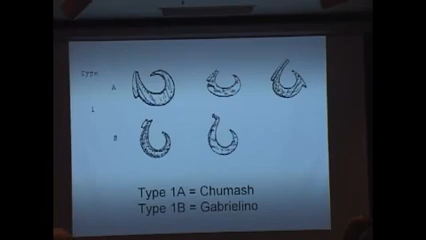 Type
A
1
B
Type 1A = Chumash
Type 1B = Gabrielino